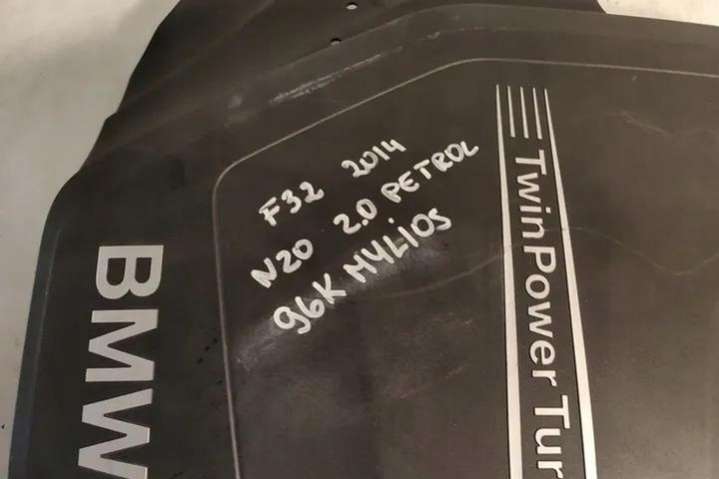 F32 2014
N20 2.0 PETROL
96K MYLIOS
BMW
TwinPower Tur